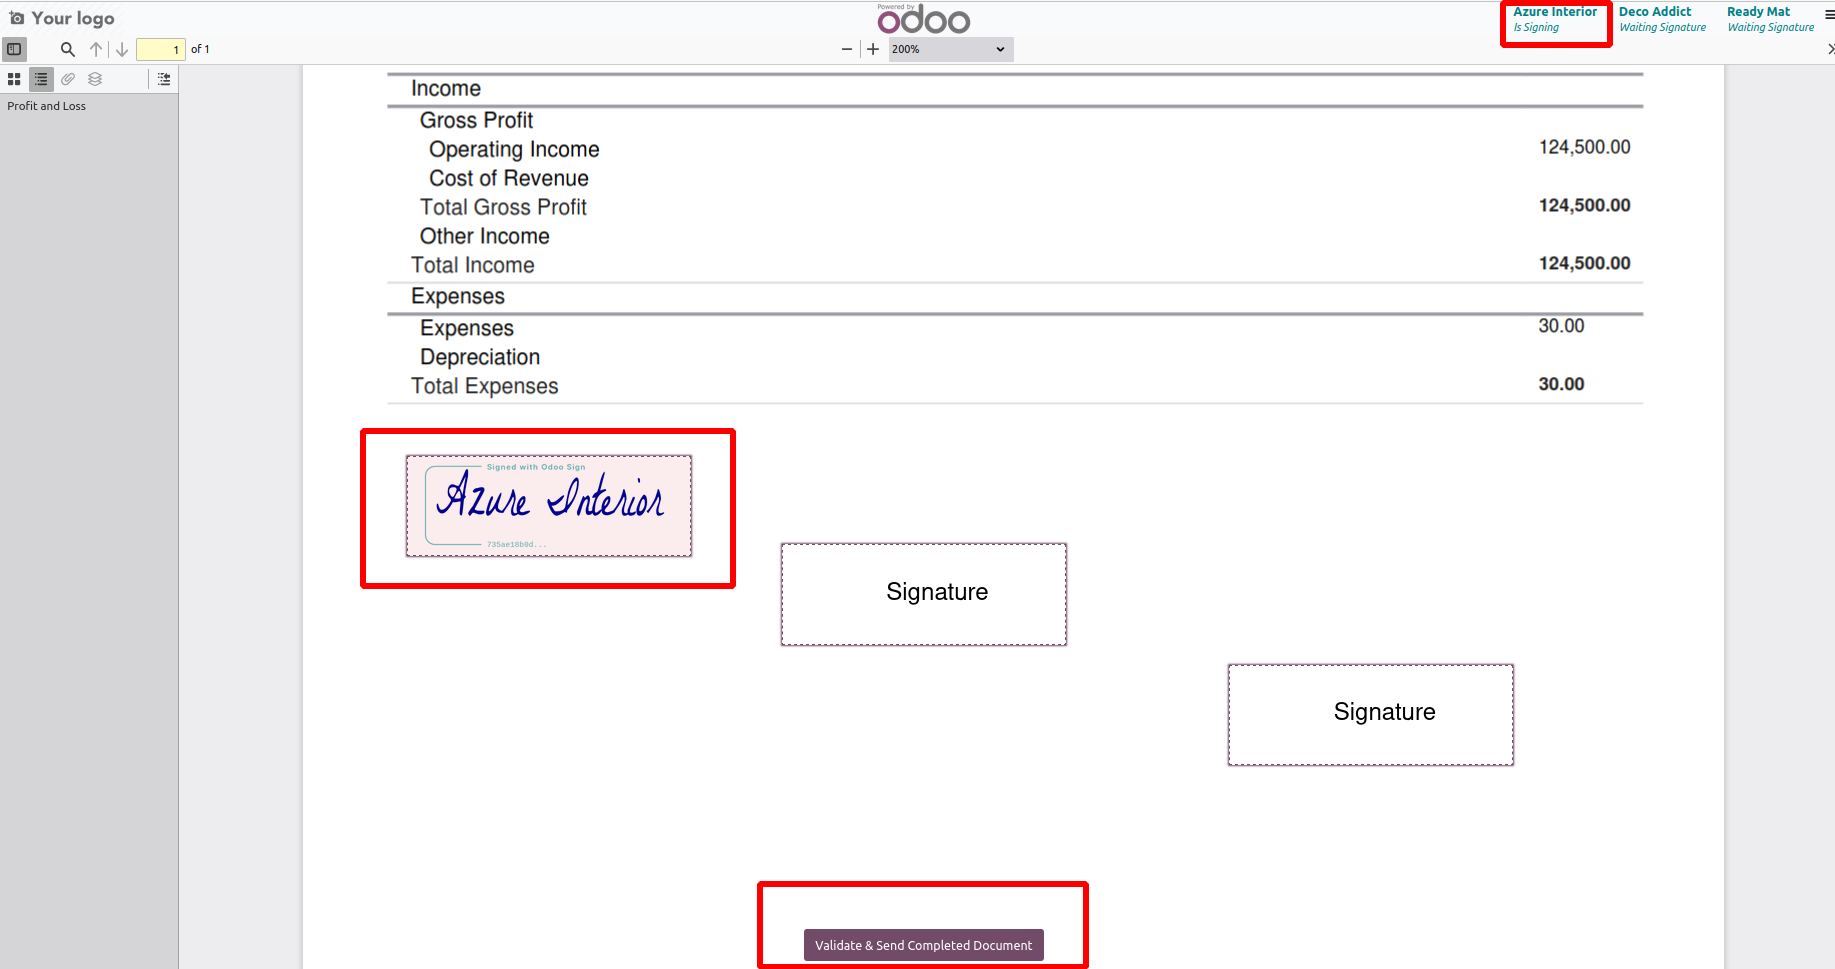 Your logo
Powered by
odoo
Azure Interior
Is Signing
Deco Addict
Waiting Signature
Ready Mat
Waiting Signature
1 of 1
200%
Profit and Loss
Income
Gross Profit
Operating Income 124,500.00
Cost of Revenue
Total Gross Profit 124,500.00
Other Income
Total Income 124,500.00
Expenses
Expenses 30.00
Depreciation
Total Expenses 30.00
Signed with Odoo Sign
Azure Interior
735ae18b0d...
Signature
Signature
Validate & Send Completed Document